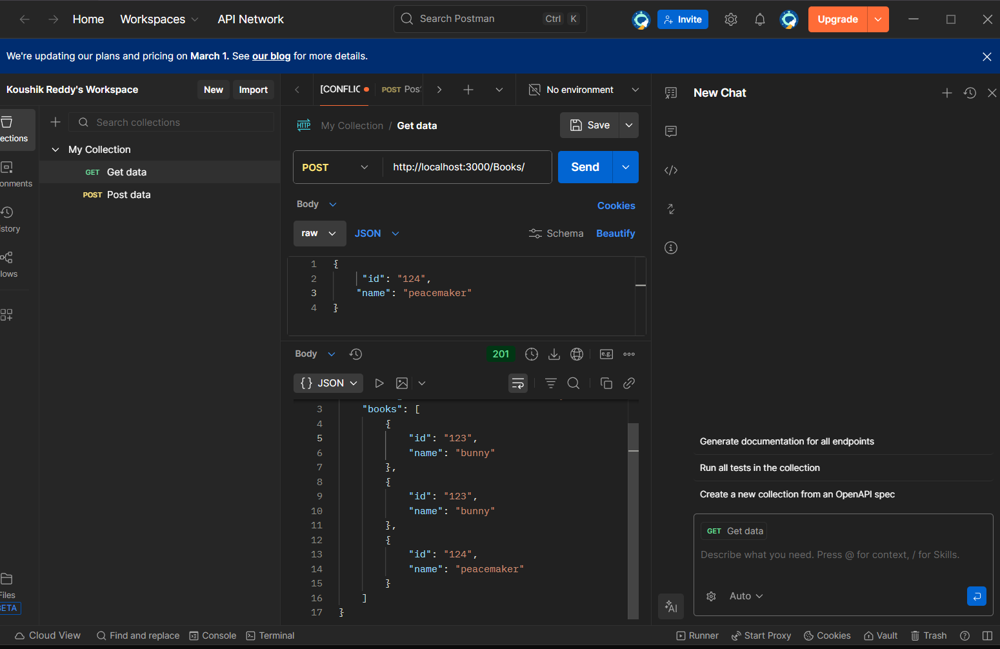 Home Workspaces API Network Search Postman Ctrl K Invite Upgrade
We're updating our plans and pricing on March 1. See our blog for more details.
Koushik Reddy's Workspace New Import
[CONFLIC POST Pos
No environment
New Chat
ections
onments
istory
lows
Files
BETA
Search collections
My Collection
GET Get data
POST Post data
HTTP My Collection / Get data Save
POST http://localhost:3000/Books/ Send
Body Cookies
raw JSON Schema Beautify
1 {
2 "id": "124",
3 "name": "peacemaker"
4 }
Body 201 e.g.
{} JSON
3 "books": [
4 {
5 "id": "123",
6 "name": "bunny"
7 },
8 {
9 "id": "123",
10 "name": "bunny"
11 },
12 {
13 "id": "124",
14 "name": "peacemaker"
15 }
16 ]
17 }
Generate documentation for all endpoints
Run all tests in the collection
Create a new collection from an OpenAPI spec
GET Get data
Describe what you need. Press @ for context, / for Skills.
Auto
AI
Cloud View Find and replace Console Terminal Runner Start Proxy Cookies Vault Trash